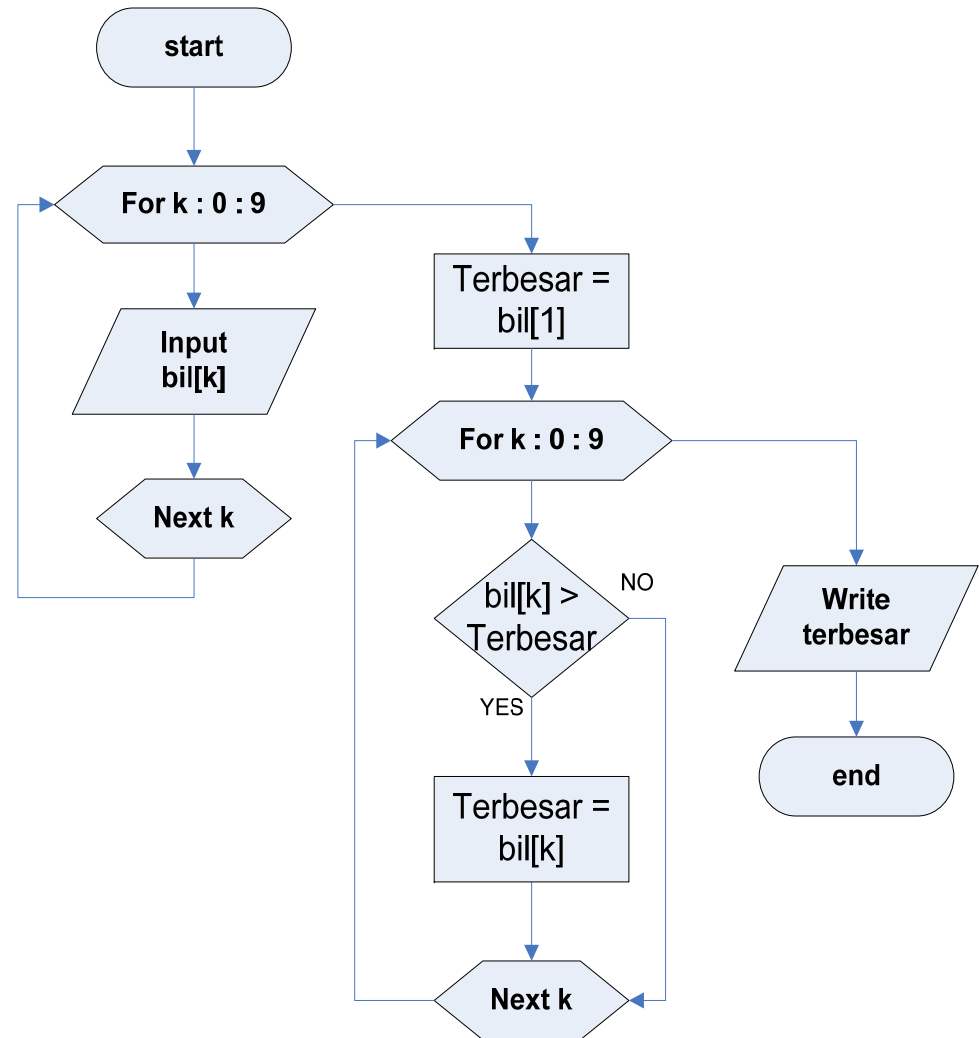 start
For k : 0 : 9
Input
bil[k]
Next k
Terbesar =
bil[1]
For k : 0 : 9
bil[k] >
Terbesar
NO
YES
Terbesar =
bil[k]
Next k
Write
terbesar
end